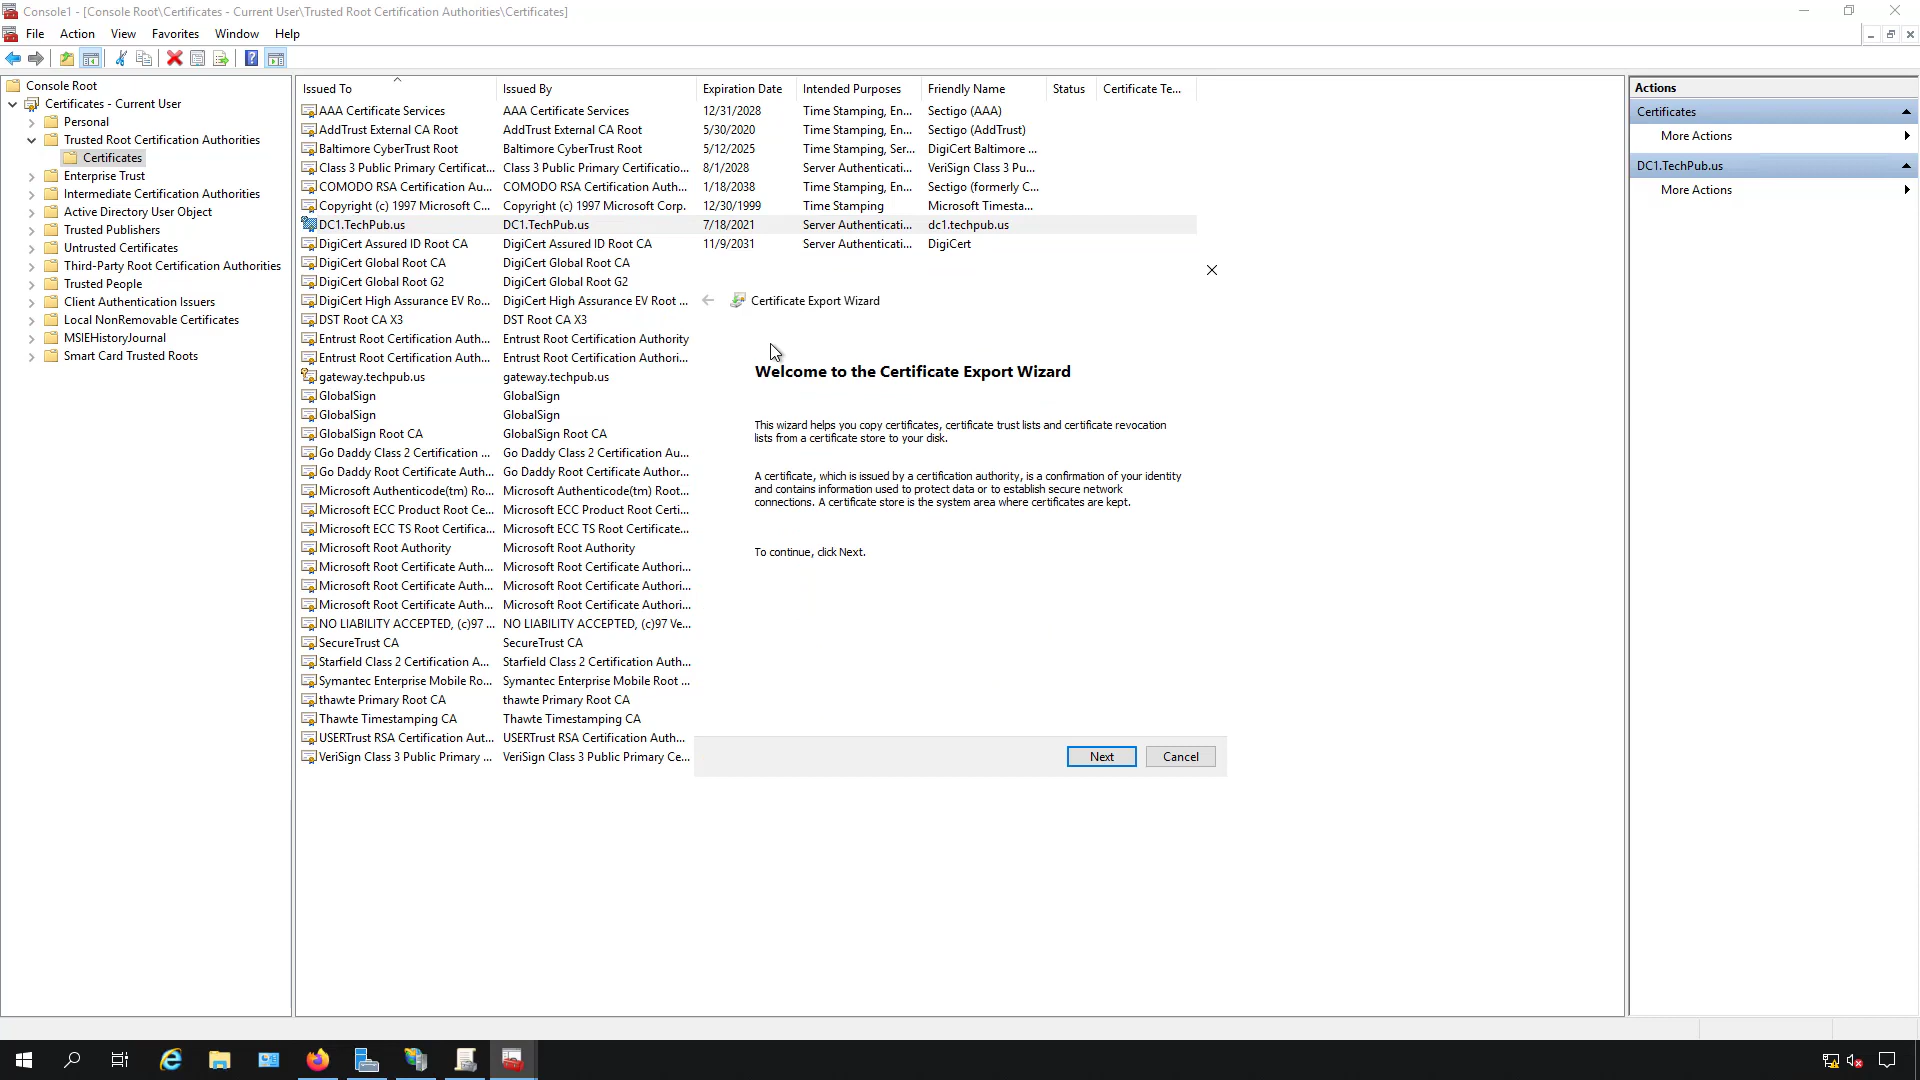 Console1 - [Console Root\Certificates - Current User\Trusted Root Certification Authorities\Certificates]
File Action View Favorites Window Help
Console Root
Certificates - Current User
Personal
Trusted Root Certification Authorities
Certificates
Enterprise Trust
Intermediate Certification Authorities
Active Directory User Object
Trusted Publishers
Untrusted Certificates
Third-Party Root Certification Authorities
Trusted People
Client Authentication Issuers
Local NonRemovable Certificates
MSIEHistoryJournal
Smart Card Trusted Roots
Issued To Issued By Expiration Date Intended Purposes Friendly Name Status Certificate Te...
AAA Certificate Services AAA Certificate Services 12/31/2028 Time Stamping, En... Sectigo (AAA)
AddTrust External CA Root AddTrust External CA Root 5/30/2020 Time Stamping, En... Sectigo (AddTrust)
Baltimore CyberTrust Root Baltimore CyberTrust Root 5/12/2025 Time Stamping, Ser... DigiCert Baltimore ...
Class 3 Public Primary Certificat... Class 3 Public Primary Certificatio... 8/1/2028 Server Authenticati... VeriSign Class 3 Pu...
COMODO RSA Certification Au... COMODO RSA Certification Auth... 1/18/2038 Time Stamping, En... Sectigo (formerly C...
Copyright (c) 1997 Microsoft C... Copyright (c) 1997 Microsoft Corp. 12/30/1999 Time Stamping Microsoft Timesta...
DC1.TechPub.us DC1.TechPub.us 7/18/2021 Server Authenticati... dc1.techpub.us
DigiCert Assured ID Root CA DigiCert Assured ID Root CA 11/9/2031 Server Authenticati... DigiCert
DigiCert Global Root CA DigiCert Global Root CA
DigiCert Global Root G2 DigiCert Global Root G2
DigiCert High Assurance EV Ro... DigiCert High Assurance EV Root ...
DST Root CA X3 DST Root CA X3
Entrust Root Certification Auth... Entrust Root Certification Authority
Entrust Root Certification Auth... Entrust Root Certification Authori...
gateway.techpub.us gateway.techpub.us
GlobalSign GlobalSign
GlobalSign GlobalSign
GlobalSign Root CA GlobalSign Root CA
Go Daddy Class 2 Certification ... Go Daddy Class 2 Certification Au...
Go Daddy Root Certificate Auth... Go Daddy Root Certificate Author...
Microsoft Authenticode(tm) Ro... Microsoft Authenticode(tm) Root...
Microsoft ECC Product Root Ce... Microsoft ECC Product Root Certi...
Microsoft ECC TS Root Certifica... Microsoft ECC TS Root Certificate...
Microsoft Root Authority Microsoft Root Authority
Microsoft Root Certificate Auth... Microsoft Root Certificate Authori...
Microsoft Root Certificate Auth... Microsoft Root Certificate Authori...
Microsoft Root Certificate Auth... Microsoft Root Certificate Authori...
NO LIABILITY ACCEPTED, (c)97 ... NO LIABILITY ACCEPTED, (c)97 Ve...
SecureTrust CA SecureTrust CA
Starfield Class 2 Certification A... Starfield Class 2 Certification Auth...
Symantec Enterprise Mobile Ro... Symantec Enterprise Mobile Root ...
thawte Primary Root CA thawte Primary Root CA
Thawte Timestamping CA Thawte Timestamping CA
USERTrust RSA Certification Aut... USERTrust RSA Certification Auth...
VeriSign Class 3 Public Primary ... VeriSign Class 3 Public Primary Ce...
Certificate Export Wizard
Welcome to the Certificate Export Wizard
This wizard helps you copy certificates, certificate trust lists and certificate revocation
lists from a certificate store to your disk.
A certificate, which is issued by a certification authority, is a confirmation of your identity
and contains information used to protect data or to establish secure network
connections. A certificate store is the system area where certificates are kept.
To continue, click Next.
Next Cancel
Actions
Certificates
More Actions
DC1.TechPub.us
More Actions